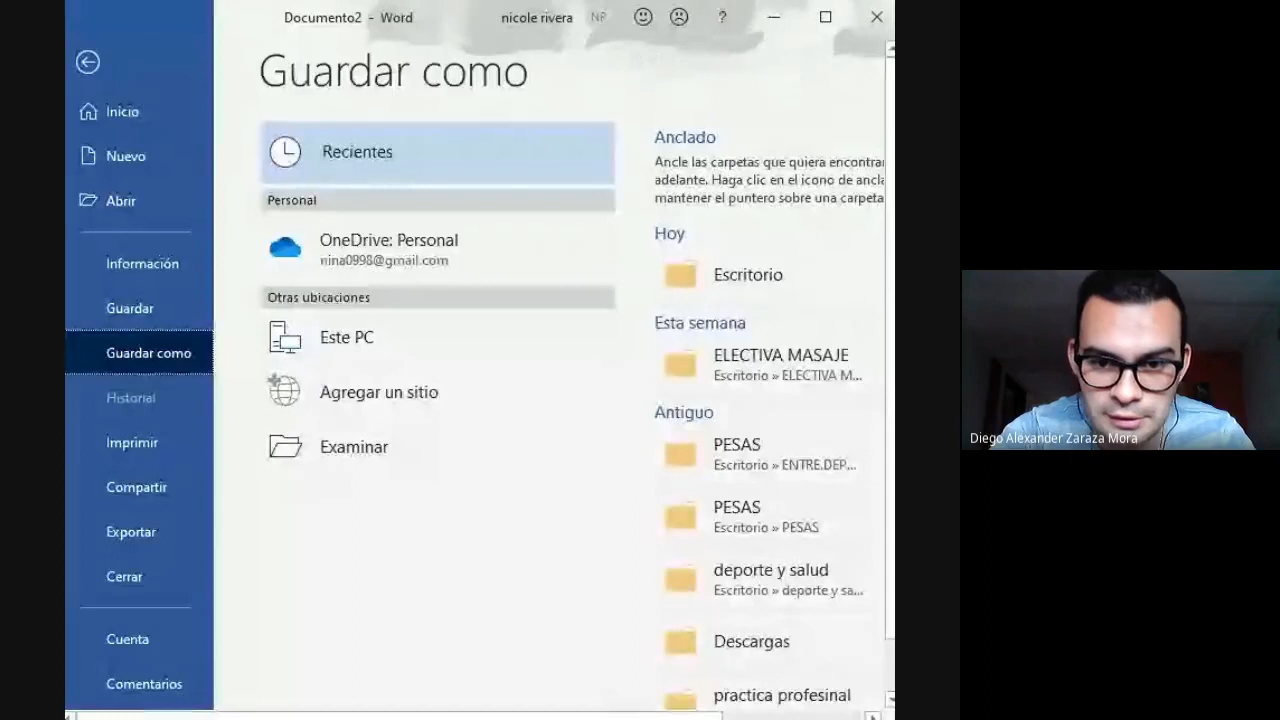 Documento2 - Word
nicole rivera
NR
?
Guardar como
Inicio
Nuevo
Abrir
Información
Guardar
Guardar como
Historial
Imprimir
Compartir
Exportar
Cerrar
Cuenta
Comentarios
Recientes
Personal
OneDrive: Personal
nina0998@gmail.com
Otras ubicaciones
Este PC
Agregar un sitio
Examinar
Anclado
Ancle las carpetas que quiera encontrar
adelante. Haga clic en el icono de ancla
mantener el puntero sobre una carpeta
Hoy
Escritorio
Esta semana
ELECTIVA MASAJE
Escritorio » ELECTIVA M...
Antiguo
PESAS
Escritorio » ENTRE.DEP...
PESAS
Escritorio » PESAS
deporte y salud
Escritorio » deporte y sa...
Descargas
practica profesinal
Diego Alexander Zaraza Mora